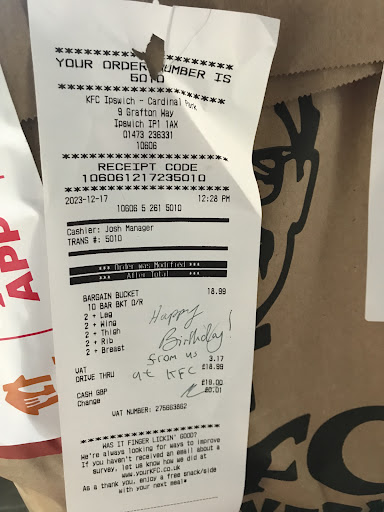 YOUR ORDER NUMBER IS
5010
KFC Ipswich - Cardinal Park
9 Grafton Way
Ipswich IP1 1AX
01473 236331
10606
RECEIPT CODE
106061217235010
2023-12-17 12:28 PM
10606 5 261 5010
Cashier: Josh Manager
TRANS #: 5010
*** Order was Modified ***
*** After Total ***
BARGAIN BUCKET 18.99
10 BAR BKT O/R
2 + Leg
2 + Wing
2 + Thigh
2 + Rib
2 + Breast
Happy
Birthday!
from us
at KFC
VAT 3.17
DRIVE THRU £18.99
CASH GBP £19.00
Change £0.01
VAT NUMBER: 276683862
WAS IT FINGER LICKIN' GOOD?
We're always looking for ways to improve
If you haven't received an email about a
survey, let us know how we did at
www.yourKFC.co.uk
As a thank you, enjoy a free snack/side
with your next meal*
APP